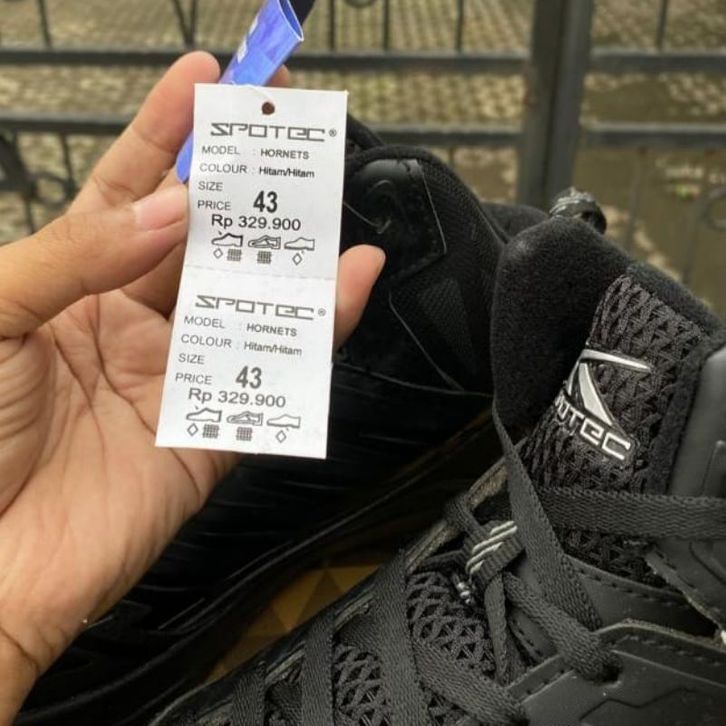 SPOTEC®
MODEL : HORNETS
COLOUR : Hitam/Hitam
SIZE
43
PRICE
Rp 329.900
SPOTEC®
MODEL : HORNETS
COLOUR : Hitam/Hitam
SIZE
43
PRICE
Rp 329.900
SPOTEC